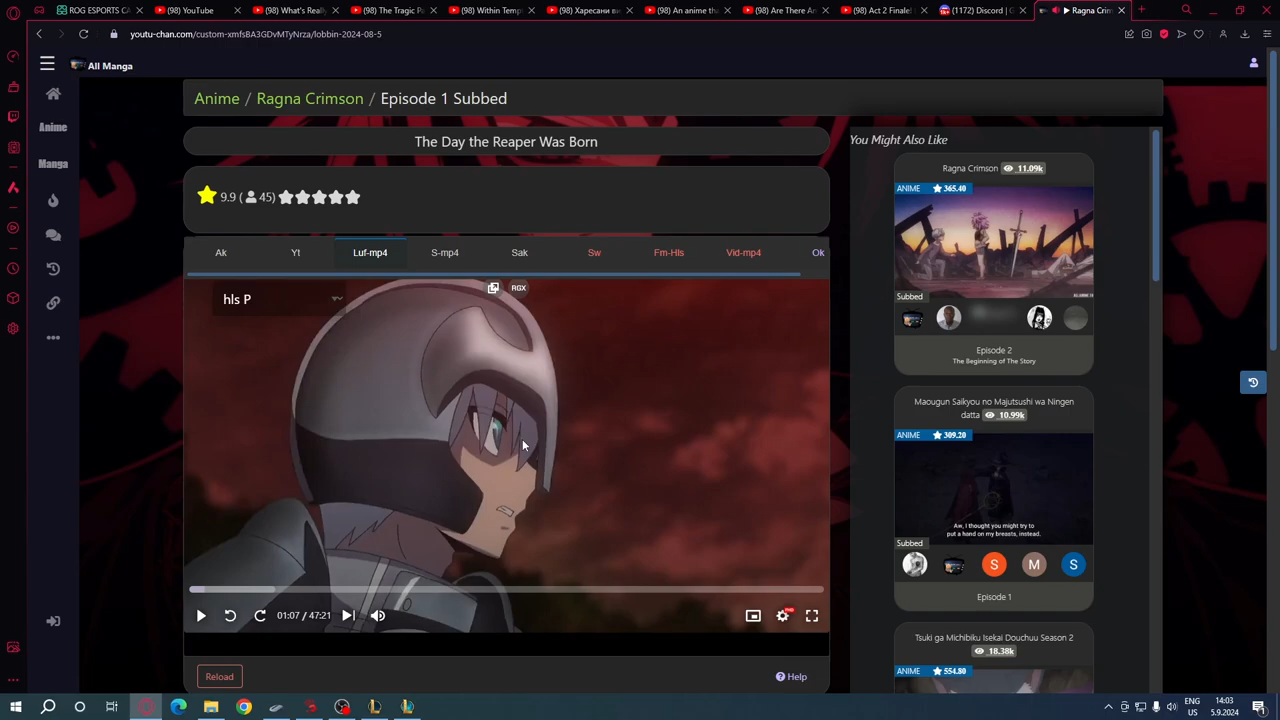 ROG ESPORTS CA
(98) YouTube
(98) What's Really
(98) The Tragic Pa
(98) Within Tempt
(98) Харесани ви
(98) An anime tha
(98) Are There An
(98) Act 2 Finale!
(1172) Discord | G
Ragna Crim
youtu-chan.com/custom-xmfsBA3GDvMTyNrza/lobbin-2024-08-5
All Manga
Anime
Manga
Anime / Ragna Crimson / Episode 1 Subbed
The Day the Reaper Was Born
9.9 ( 45)
Ak
Yt
Luf-mp4
S-mp4
Sak
Sw
Fm-Hls
Vid-mp4
Ok
hls P
RGX
01:07 / 47:21
Reload
Help
You Might Also Like
Ragna Crimson 11.09k
ANIME 365.40
Subbed
Episode 2
The Beginning of The Story
Maougun Saikyou no Majutsushi wa Ningen
datta 10.99k
ANIME 309.20
Aw, I thought you might try to
put a hand on my breasts, instead.
Subbed
S
M
S
Episode 1
Tsuki ga Michibiku Isekai Douchuu Season 2
18.38k
ANIME 554.80
ENG
US
14:03
5.9.2024